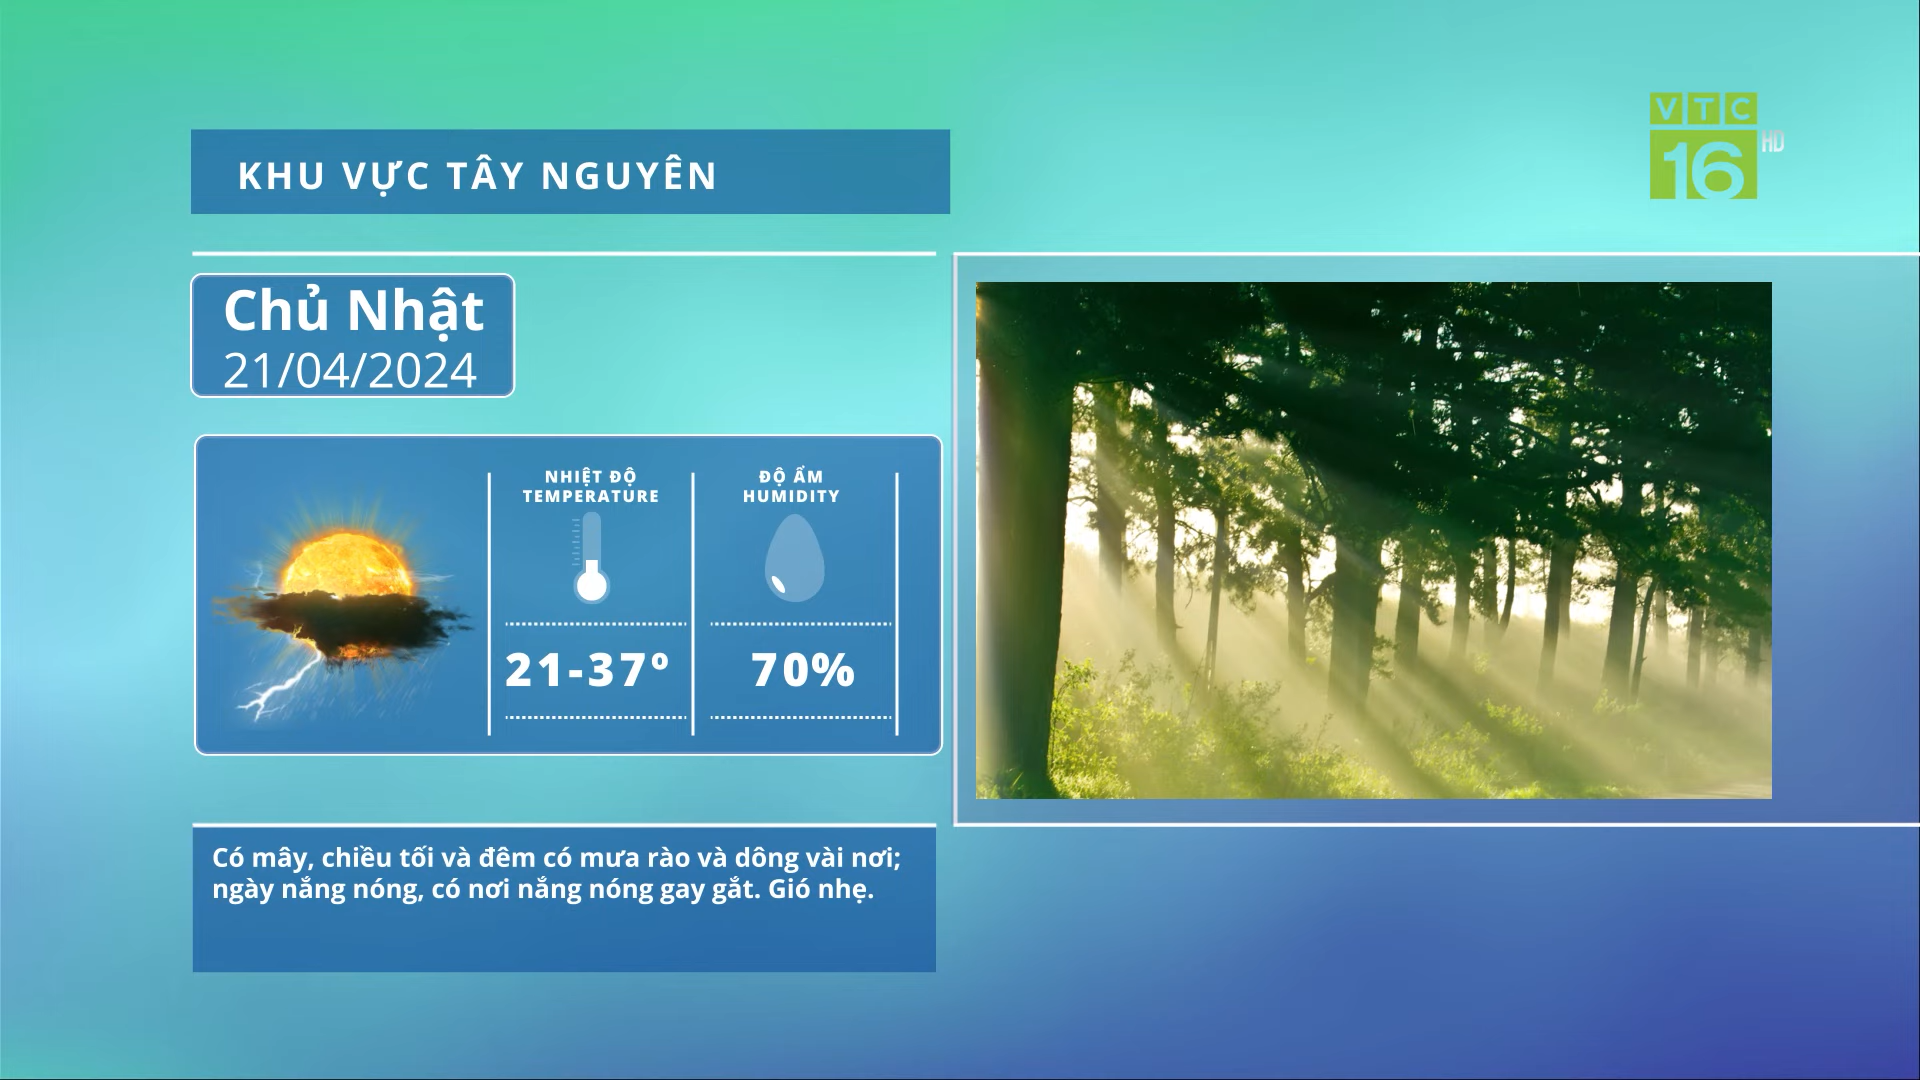 KHU VỰC TÂY NGUYÊN
VTC
16 HD
Chủ Nhật
21/04/2024
NHIỆT ĐỘ
TEMPERATURE
21-37°
ĐỘ ẨM
HUMIDITY
70%
Có mây, chiều tối và đêm có mưa rào và dông vài nơi;
ngày nắng nóng, có nơi nắng nóng gay gắt. Gió nhẹ.